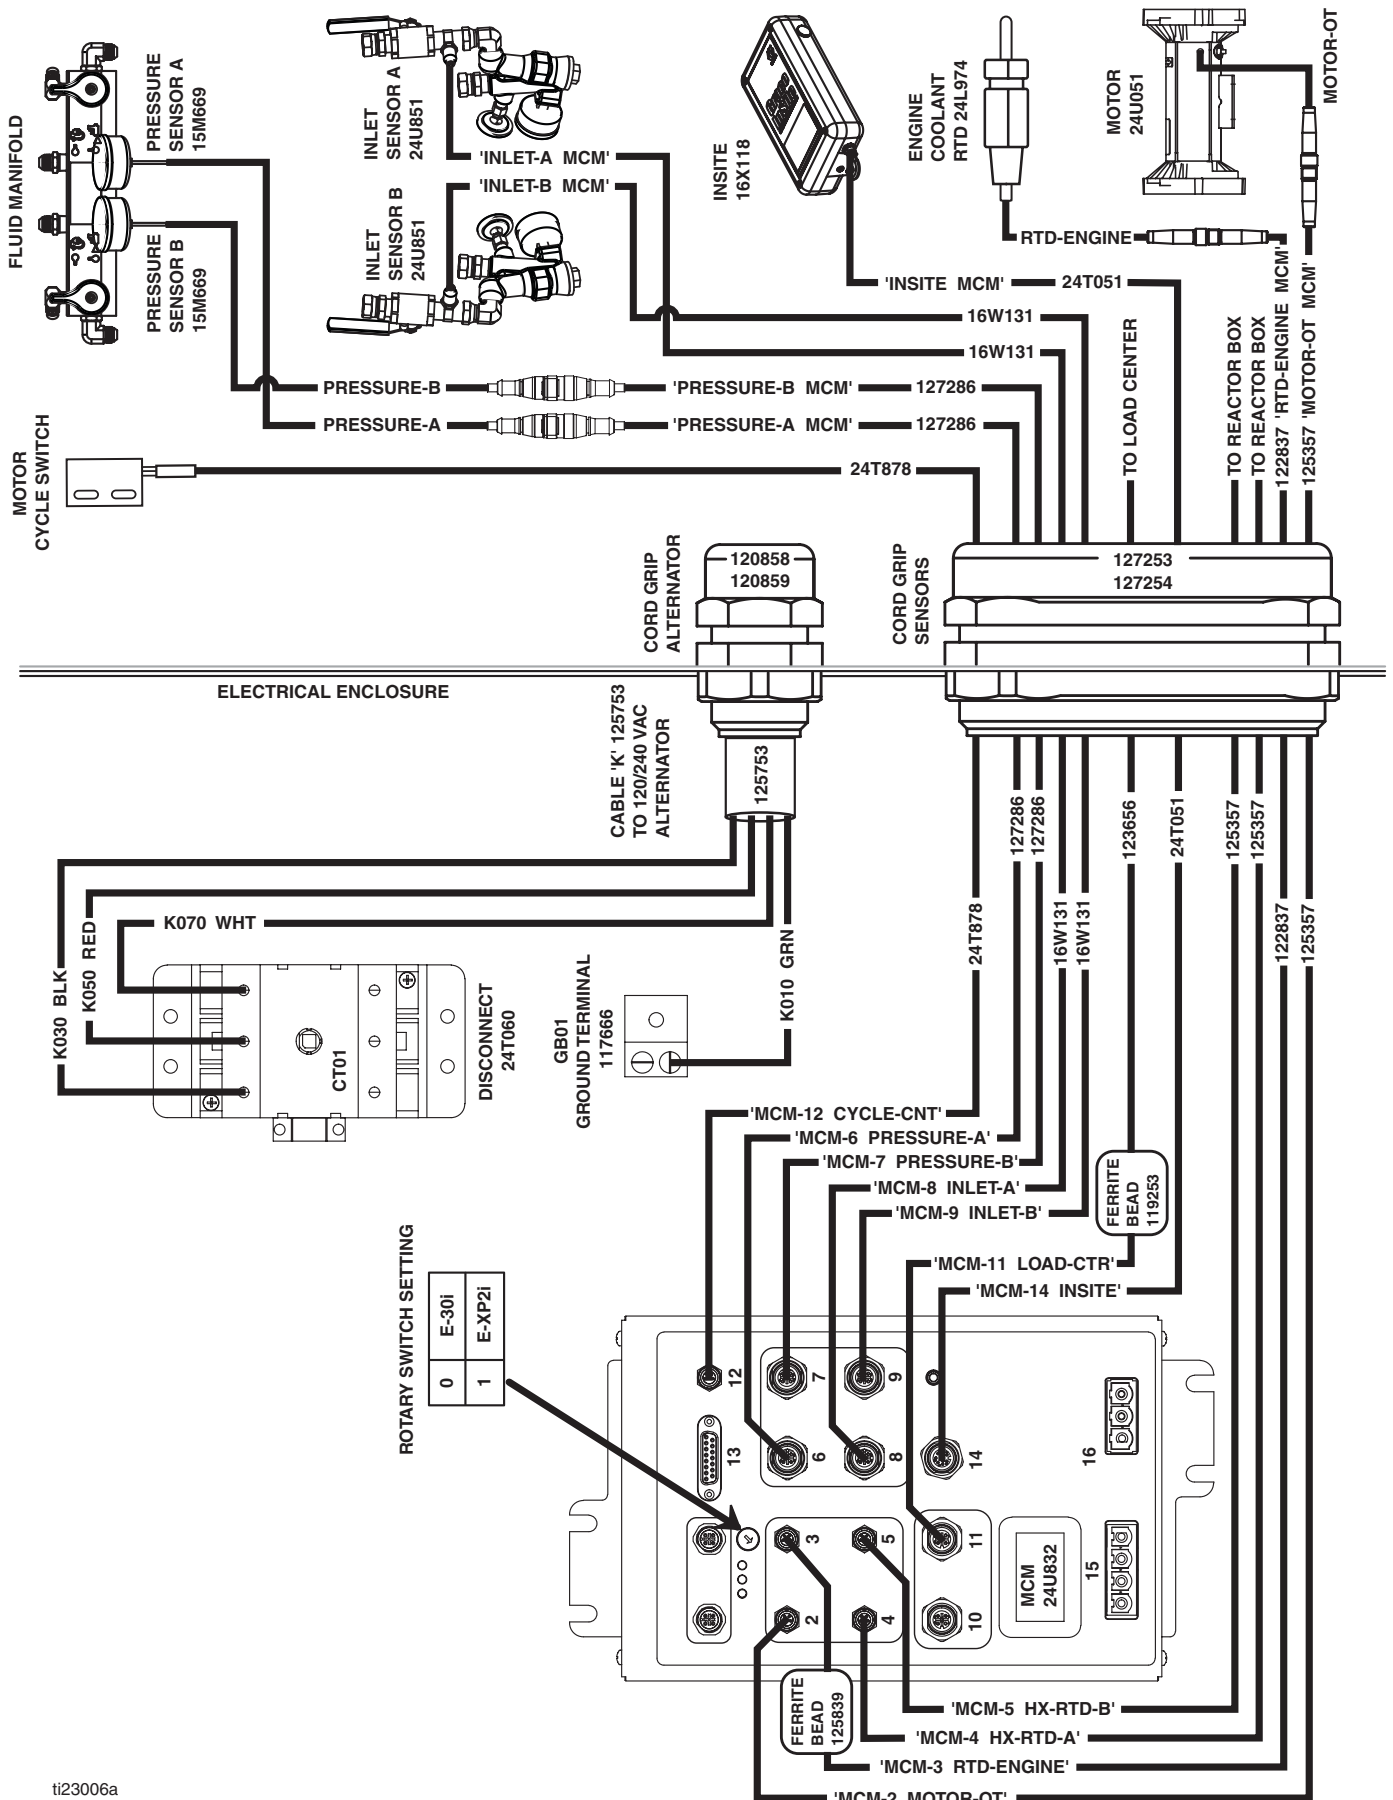 FLUID MANIFOLD
PRESSURE
SENSOR A
15M669
PRESSURE
SENSOR B
15M669
INLET
SENSOR A
24U851
INLET
SENSOR B
24U851
'INLET-A MCM'
'INLET-B MCM'
INSITE
16X118
ENGINE
COOLANT
RTD 24L974
MOTOR
24U051
MOTOR-OT
RTD-ENGINE
'INSITE MCM'
24T051
16W131
16W131
PRESSURE-B
'PRESSURE-B MCM'
127286
PRESSURE-A
'PRESSURE-A MCM'
127286
MOTOR
CYCLE SWITCH
24T878
TO LOAD CENTER
TO REACTOR BOX
TO REACTOR BOX
122837 'RTD-ENGINE MCM'
125357 'MOTOR-OT MCM'
CORD GRIP
ALTERNATOR
120858
120859
CORD GRIP
SENSORS
127253
127254
ELECTRICAL ENCLOSURE
CABLE 'K' 125753
TO 120/240 VAC
ALTERNATOR
125753
24T878
127286
127286
16W131
16W131
123656
24T051
125357
125357
122837
125357
K030 BLK
K050 RED
K070 WHT
K010 GRN
CT01
DISCONNECT
24T060
GB01
GROUND TERMINAL
117666
'MCM-12 CYCLE-CNT'
'MCM-6 PRESSURE-A'
'MCM-7 PRESSURE-B'
'MCM-8 INLET-A'
'MCM-9 INLET-B'
FERRITE
BEAD
119253
'MCM-11 LOAD-CTR'
'MCM-14 INSITE'
ROTARY SWITCH SETTING
0 E-30i
1 E-XP2i
12
7
9
13
6
8
14
16
3
5
11
15
2
4
10
MCM
24U832
FERRITE
BEAD
125839
'MCM-5 HX-RTD-B'
'MCM-4 HX-RTD-A'
'MCM-3 RTD-ENGINE'
'MCM-2 MOTOR-OT'
ti23006a